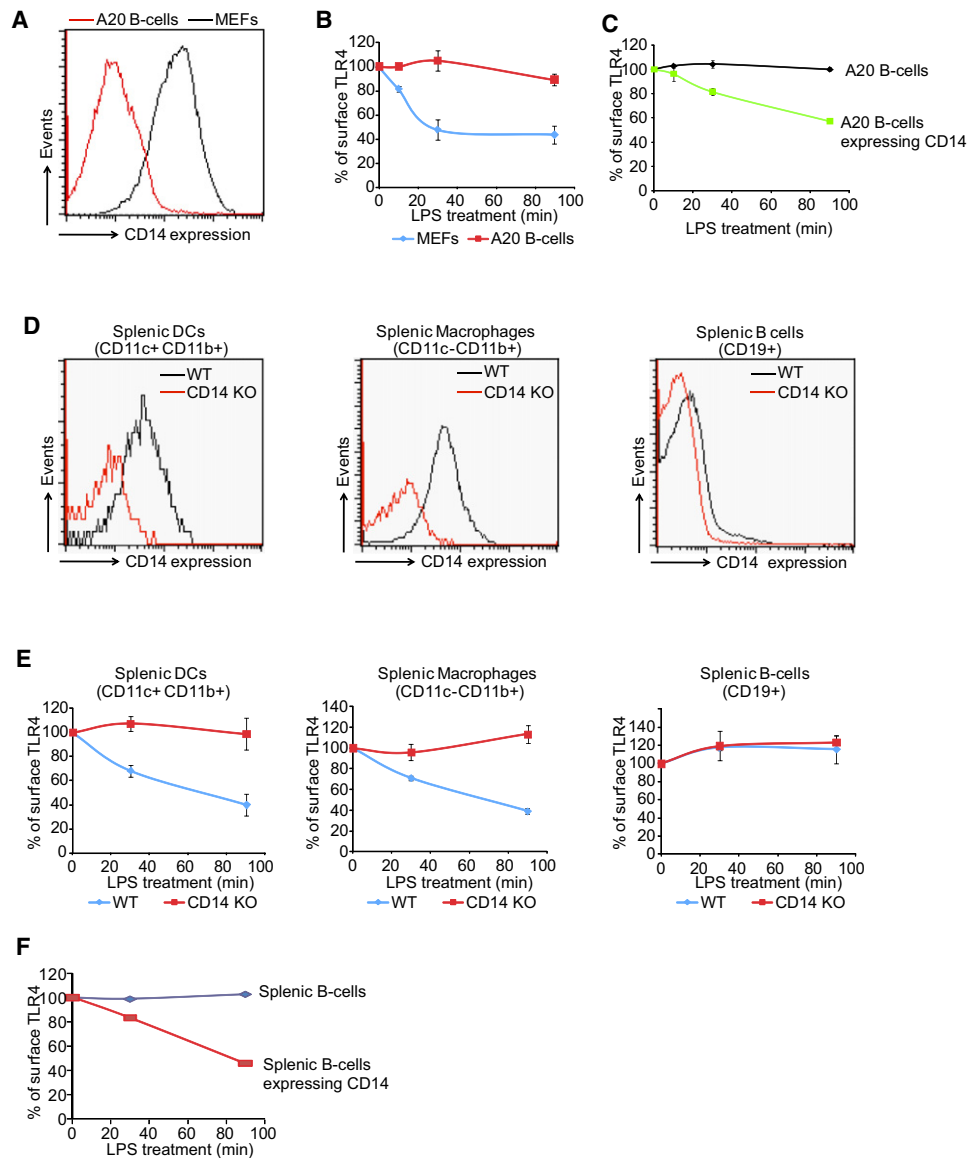 A
A20 B-cells MEFs
Events
CD14 expression
B
% of surface TLR4
120
100
80
60
40
20
0
0 20 40 60 80 100
LPS treatment (min)
MEFs A20 B-cells
C
% of surface TLR4
120
100
80
60
40
20
0
0 20 40 60 80 100
LPS treatment (min)
A20 B-cells
A20 B-cells
expressing CD14
D
Splenic DCs
(CD11c+ CD11b+)
WT
CD14 KO
Events
CD14 expression
Splenic Macrophages
(CD11c-CD11b+)
WT
CD14 KO
Events
CD14 expression
Splenic B cells
(CD19+)
WT
CD14 KO
Events
CD14 expression
E
Splenic DCs
(CD11c+ CD11b+)
% of surface TLR4
120
100
80
60
40
20
0
0 20 40 60 80 100
LPS treatment (min)
WT CD14 KO
Splenic Macrophages
(CD11c-CD11b+)
% of surface TLR4
140
120
100
80
60
40
20
0
0 20 40 60 80 100
LPS treatment (min)
WT CD14 KO
Splenic B-cells
(CD19+)
% of surface TLR4
140
120
100
80
60
40
20
0
0 20 40 60 80 100
LPS treatment (min)
WT CD14 KO
F
% of surface TLR4
120
100
80
60
40
20
0
0 20 40 60 80 100
LPS treatment (min)
Splenic B-cells
Splenic B-cells
expressing CD14